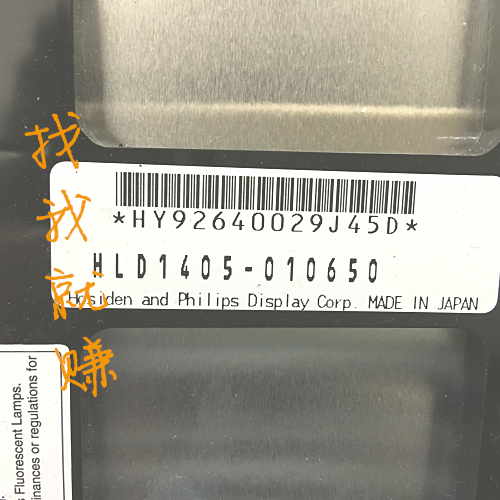 找我就赚
*HY92640029J45D*
HLD1405-010650
Hosiden and Philips Display Corp. MADE IN JAPAN
s Fluorescent Lamps.
inances or regulations for